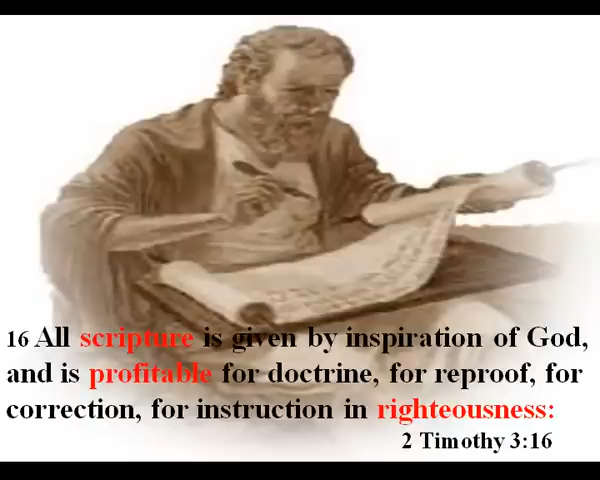 16 All scripture is given by inspiration of God,
and is profitable for doctrine, for reproof, for
correction, for instruction in righteousness:
2 Timothy 3:16